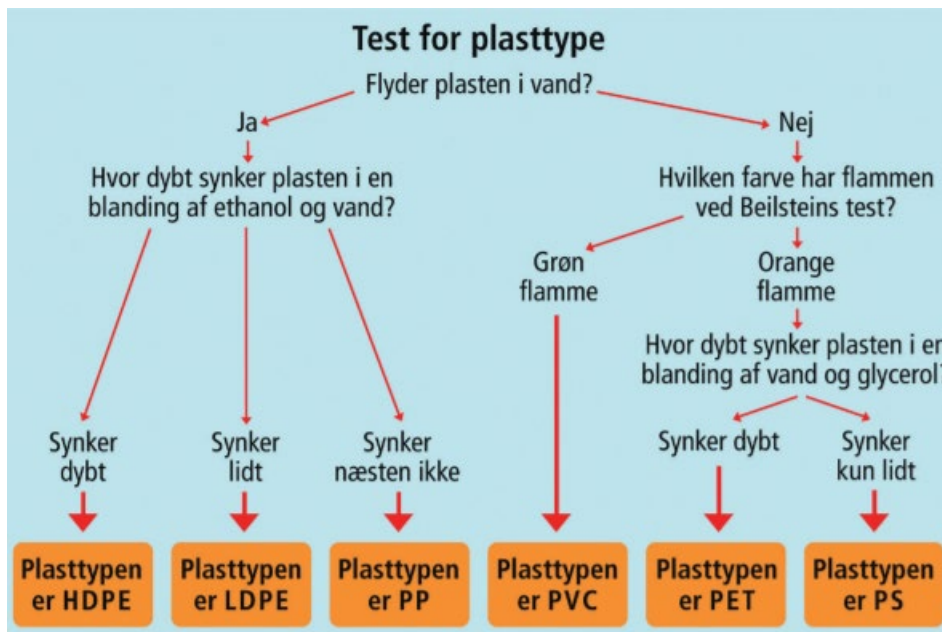 Test for plasttype
Flyder plasten i vand?
Ja
Nej
Hvor dybt synker plasten i en
blanding af ethanol og vand?
Hvilken farve har flammen
ved Beilsteins test?
Grøn
flamme
Orange
flamme
Hvor dybt synker plasten i en
blanding af vand og glycerol?
Synker
dybt
Synker
lidt
Synker
næsten ikke
Synker dybt
Synker
kun lidt
Plasttypen
er HDPE
Plasttypen
er LDPE
Plasttypen
er PP
Plasttypen
er PVC
Plasttypen
er PET
Plasttypen
er PS